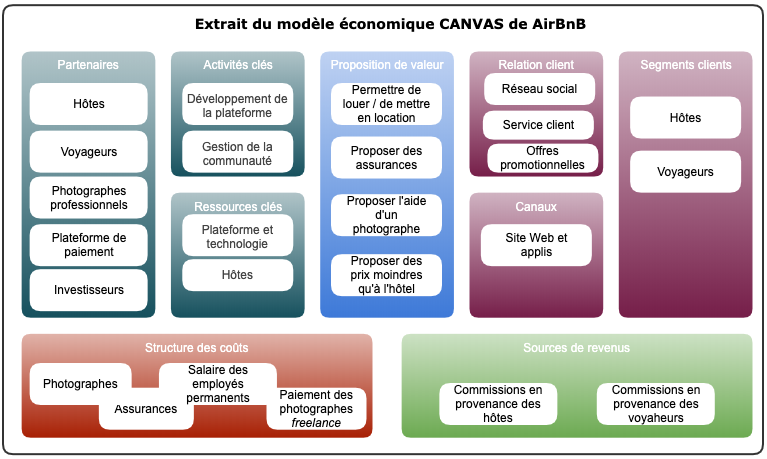 Extrait du modèle économique CANVAS de AirBnB
Partenaires
Hôtes
Voyageurs
Photographes
professionnels
Plateforme de
paiement
Investisseurs
Activités clés
Développement de
la plateforme
Gestion de la
communauté
Ressources clés
Plateforme et
technologie
Hôtes
Proposition de valeur
Permettre de
louer / de mettre
en location
Proposer des
assurances
Proposer l'aide
d'un
photographe
Proposer des
prix moindres
qu'à l'hôtel
Relation client
Réseau social
Service client
Offres
promotionnelles
Canaux
Site Web et
applis
Segments clients
Hôtes
Voyageurs
Structure des coûts
Photographes
Assurances
Salaire des
employés
permanents
Paiement des
photographes
freelance
Sources de revenus
Commissions en
provenance des
hôtes
Commissions en
provenance des
voyaheurs